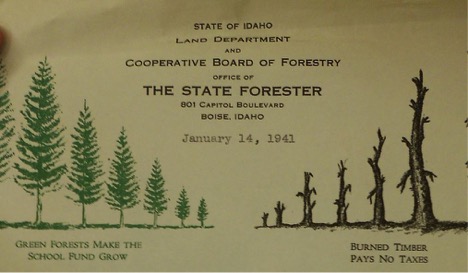 STATE OF IDAHO
LAND DEPARTMENT
AND
COOPERATIVE BOARD OF FORESTRY
OFFICE OF
THE STATE FORESTER
801 CAPITOL BOULEVARD
BOISE, IDAHO
January 14, 1941
GREEN FORESTS MAKE THE
SCHOOL FUND GROW
BURNED TIMBER
PAYS NO TAXES